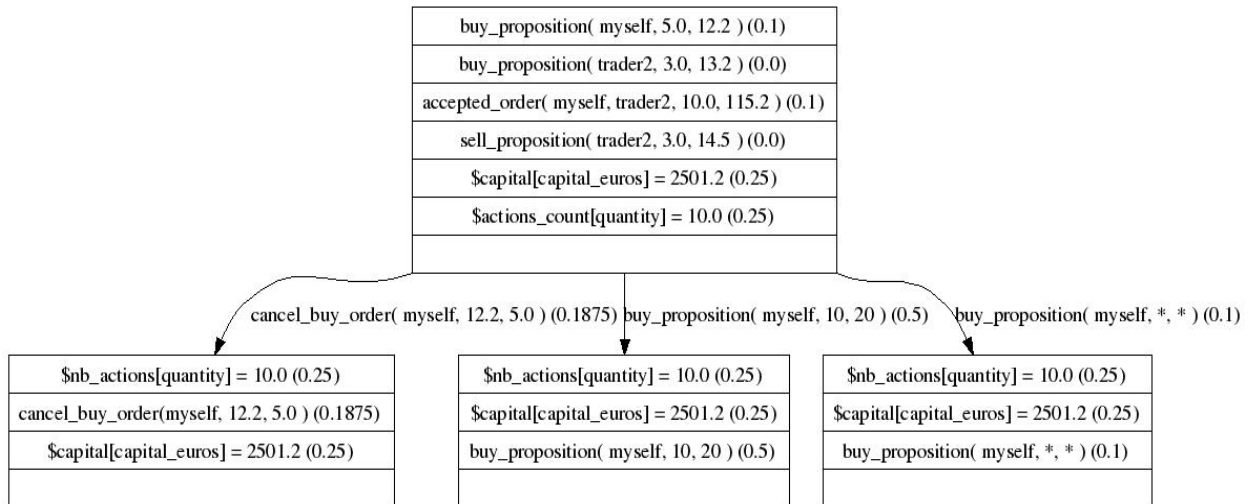 buy_proposition( myself, 5.0, 12.2 ) (0.1)
buy_proposition( trader2, 3.0, 13.2 ) (0.0)
accepted_order( myself, trader2, 10.0, 115.2 ) (0.1)
sell_proposition( trader2, 3.0, 14.5 ) (0.0)
$capital[capital_euros] = 2501.2 (0.25)
$actions_count[quantity] = 10.0 (0.25)
cancel_buy_order( myself, 12.2, 5.0 ) (0.1875)
buy_proposition( myself, 10, 20 ) (0.5)
buy_proposition( myself, *, * ) (0.1)
$nb_actions[quantity] = 10.0 (0.25)
cancel_buy_order(myself, 12.2, 5.0 ) (0.1875)
$capital[capital_euros] = 2501.2 (0.25)
$nb_actions[quantity] = 10.0 (0.25)
$capital[capital_euros] = 2501.2 (0.25)
buy_proposition( myself, 10, 20 ) (0.5)
$nb_actions[quantity] = 10.0 (0.25)
$capital[capital_euros] = 2501.2 (0.25)
buy_proposition( myself, *, * ) (0.1)